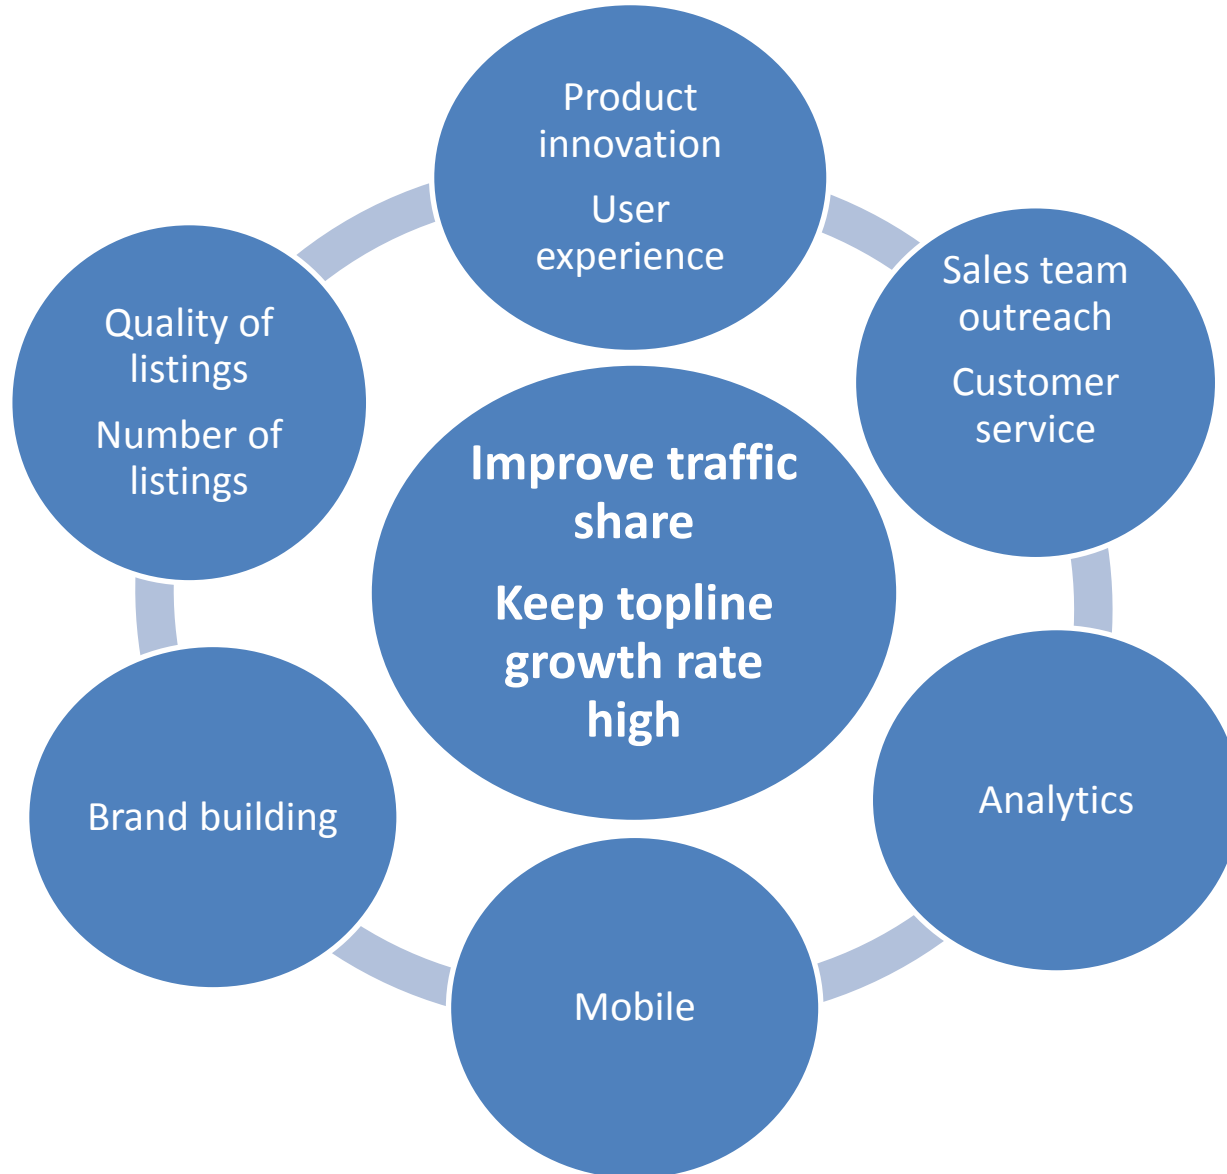 Product
innovation
User
experience
Sales team
outreach
Customer
service
Quality of
listings
Number of
listings
Improve traffic
share
Keep topline
growth rate
high
Analytics
Brand building
Mobile